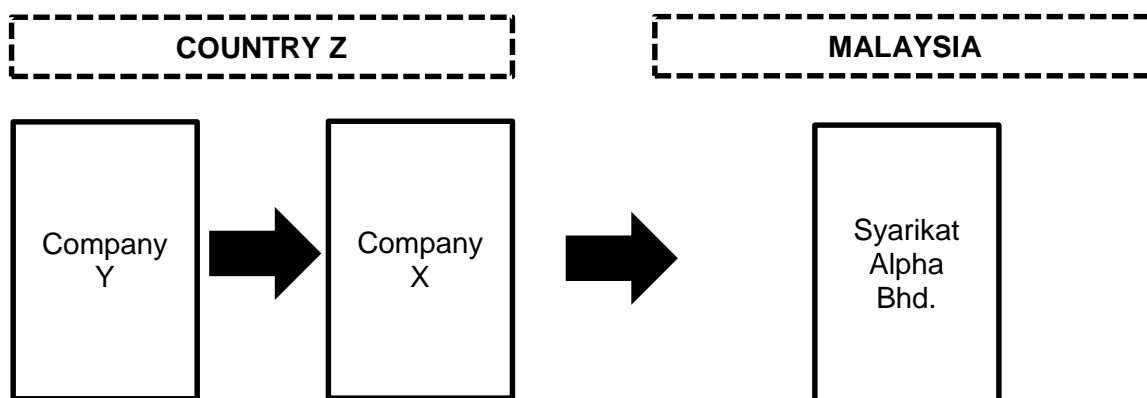 COUNTRY Z
MALAYSIA
Company
Y
Company
X
Syarikat
Alpha
Bhd.